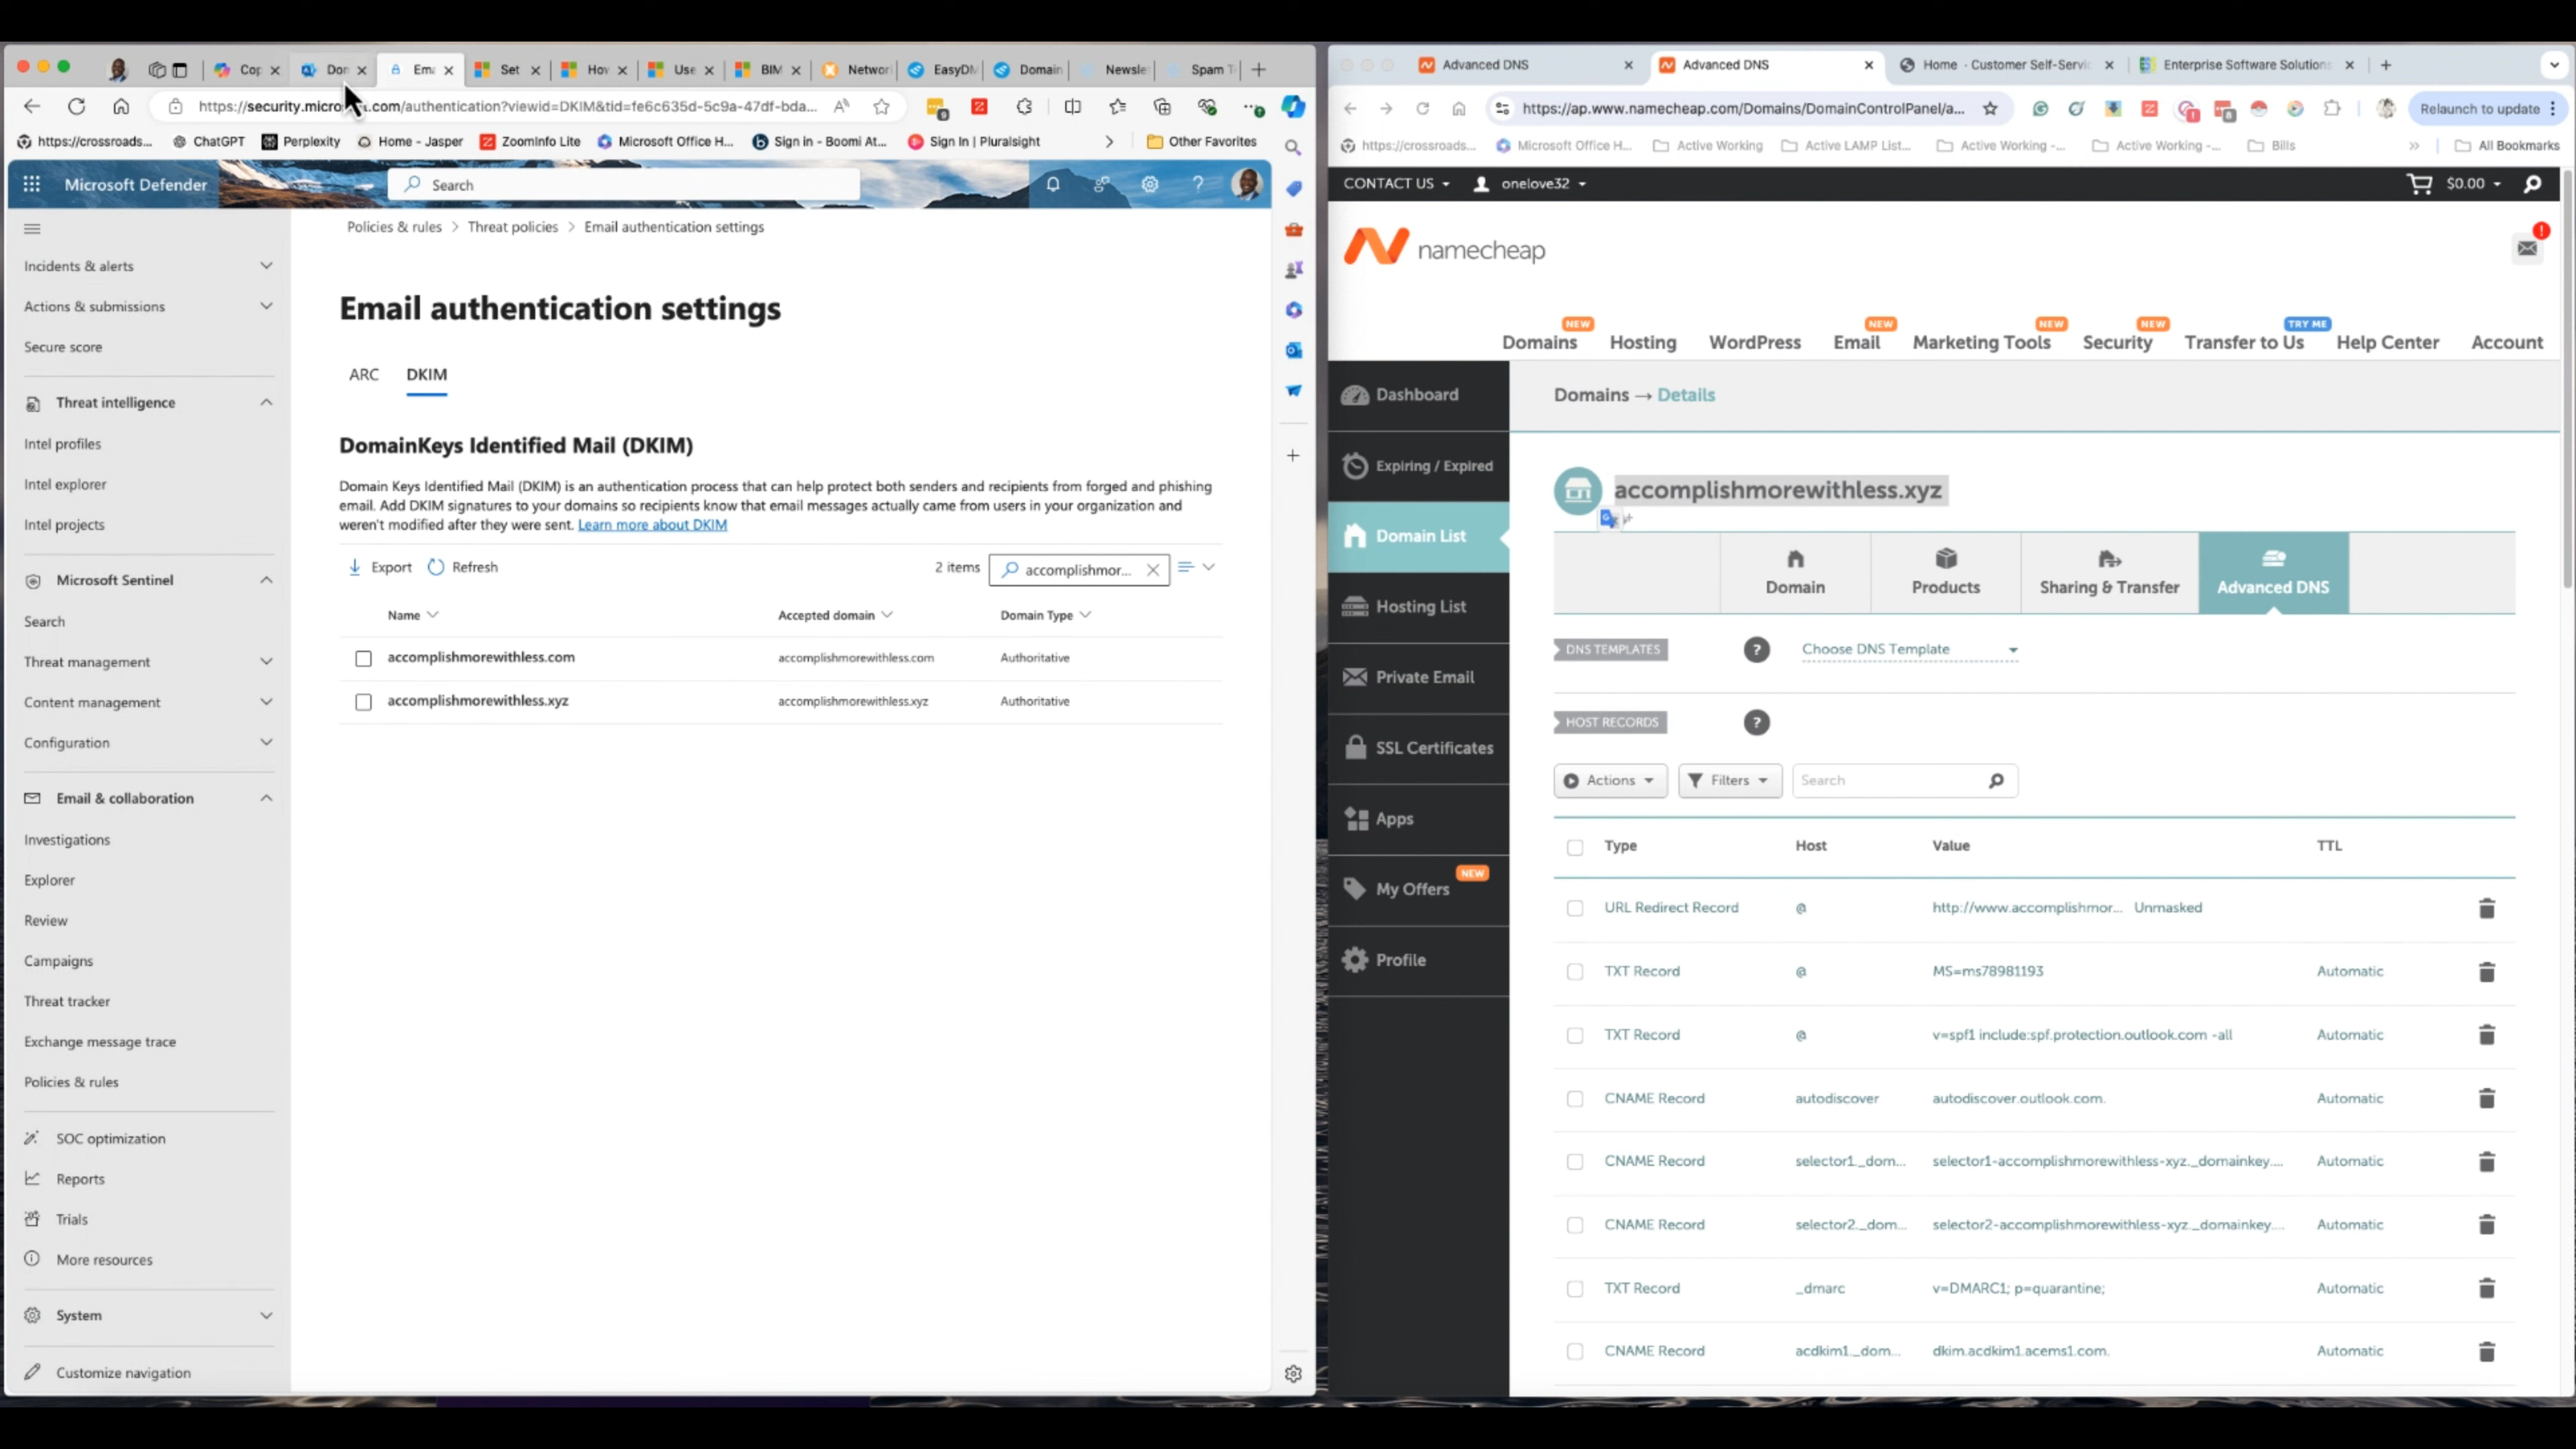 Cop
Don
Ema
Set
How
Use
BIM
Networ
EasyDM
Domain
Newslet
Spam T
https://security.micro
.com/authentication?viewid=DKIM&tid=fe6c635d-5c9a-47df-bda...
https://crossroads...
ChatGPT
Perplexity
Home - Jasper
ZoomInfo Lite
Microsoft Office H...
Sign in - Boomi At...
Sign In | Pluralsight
Other Favorites
Microsoft Defender
Search
Incidents & alerts
Actions & submissions
Secure score
Threat intelligence
Intel profiles
Intel explorer
Intel projects
Microsoft Sentinel
Search
Threat management
Content management
Configuration
Email & collaboration
Investigations
Explorer
Review
Campaigns
Threat tracker
Exchange message trace
Policies & rules
SOC optimization
Reports
Trials
More resources
System
Customize navigation
Policies & rules > Threat policies > Email authentication settings
Email authentication settings
ARC DKIM
DomainKeys Identified Mail (DKIM)
Domain Keys Identified Mail (DKIM) is an authentication process that can help protect both senders and recipients from forged and phishing
email. Add DKIM signatures to your domains so recipients know that email messages actually came from users in your organization and
weren't modified after they were sent. Learn more about DKIM
Export Refresh 2 items accomplishmor...
Name Accepted domain Domain Type
accomplishmorewithless.com accomplishmorewithless.com Authoritative
accomplishmorewithless.xyz accomplishmorewithless.xyz Authoritative
Advanced DNS
Advanced DNS
Home - Customer Self-Servic
Enterprise Software Solutions
https://ap.www.namecheap.com/Domains/DomainControlPanel/a...
Relaunch to update
https://crossroads...
Microsoft Office H...
Active Working
Active LAMP List...
Active Working -...
Active Working -...
Bills
All Bookmarks
CONTACT US onelove32 $0.00
namecheap
NEW NEW NEW NEW TRY ME
Domains Hosting WordPress Email Marketing Tools Security Transfer to Us Help Center Account
Dashboard
Expiring / Expired
Domain List
Hosting List
Private Email
SSL Certificates
Apps
My Offers NEW
Profile
Domains → Details
accomplishmorewithless.xyz
Domain Products Sharing & Transfer Advanced DNS
DNS TEMPLATES ? Choose DNS Template
HOST RECORDS ?
Actions Filters Search
Type Host Value TTL
URL Redirect Record @ http://www.accomplishmor... Unmasked
TXT Record @ MS=ms78981193 Automatic
TXT Record @ v=spf1 include:spf.protection.outlook.com -all Automatic
CNAME Record autodiscover autodiscover.outlook.com. Automatic
CNAME Record selector1._dom... selector1-accomplishmorewithless-xyz._domainkey.... Automatic
CNAME Record selector2._dom... selector2-accomplishmorewithless-xyz._domainkey.... Automatic
TXT Record _dmarc v=DMARC1; p=quarantine; Automatic
CNAME Record acdkim1._dom... dkim.acdkim1.acems1.com. Automatic